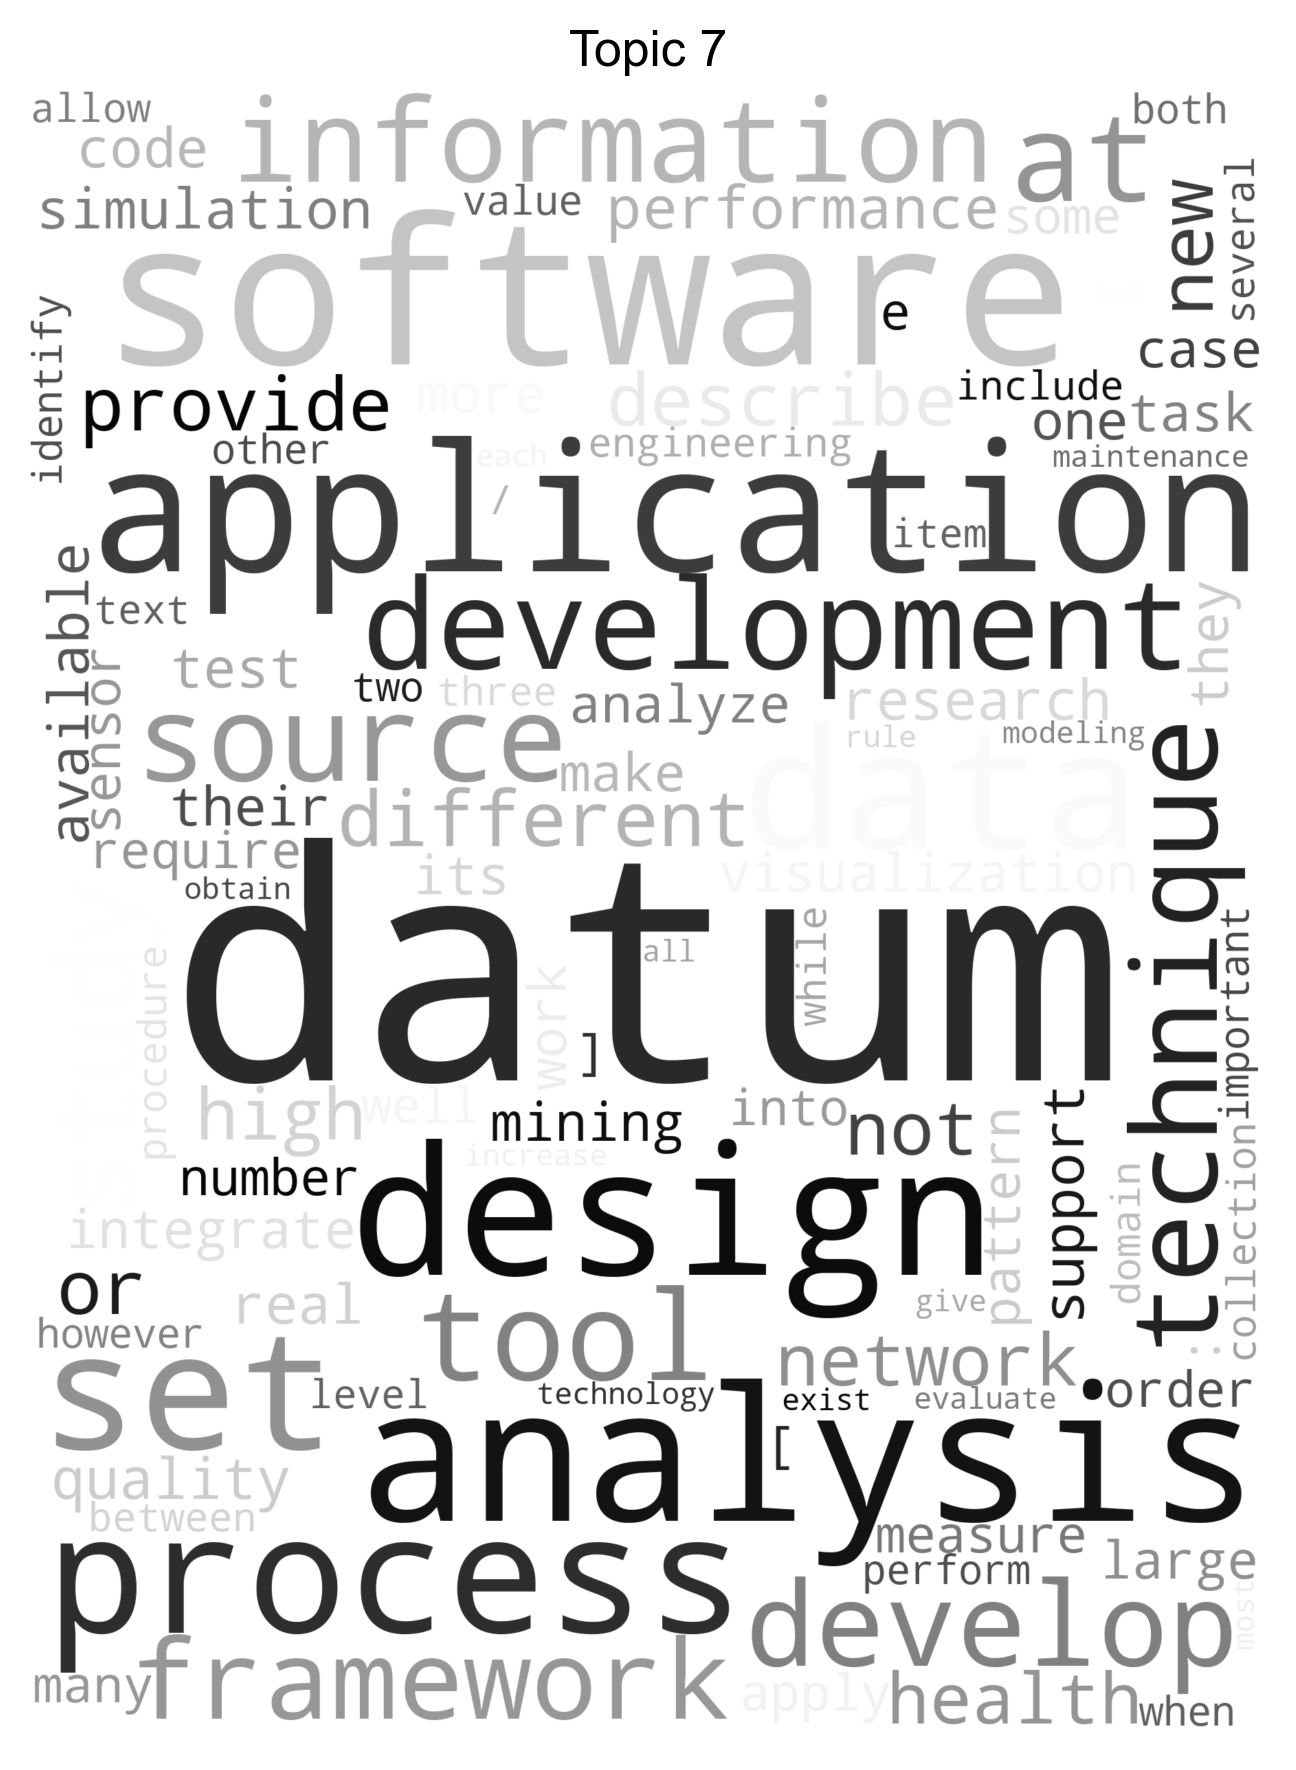 Topic 7
allow
both
information
at
code
simulation
value
performance
some
new
several
software
but
e
identify
case
provide
more
describe
include
one
task
other
each
engineering
maintenance
/
application
item
available
text
development
they
sensor
test
two
three
analyze
research
source
rule
modeling
make
data
their
different
technique
require
its
visualization
obtain
datum
all
while
important
procedure
work
]
high
well
mining
into
not
support
increase
number
design
pattern
domain
collection
integrate
or
real
give
:
however
tool
network
set
level
technology
exist
evaluate
order
analysis
[
quality
between
measure
process
perform
large
develop
most
many
framework
apply
health
when